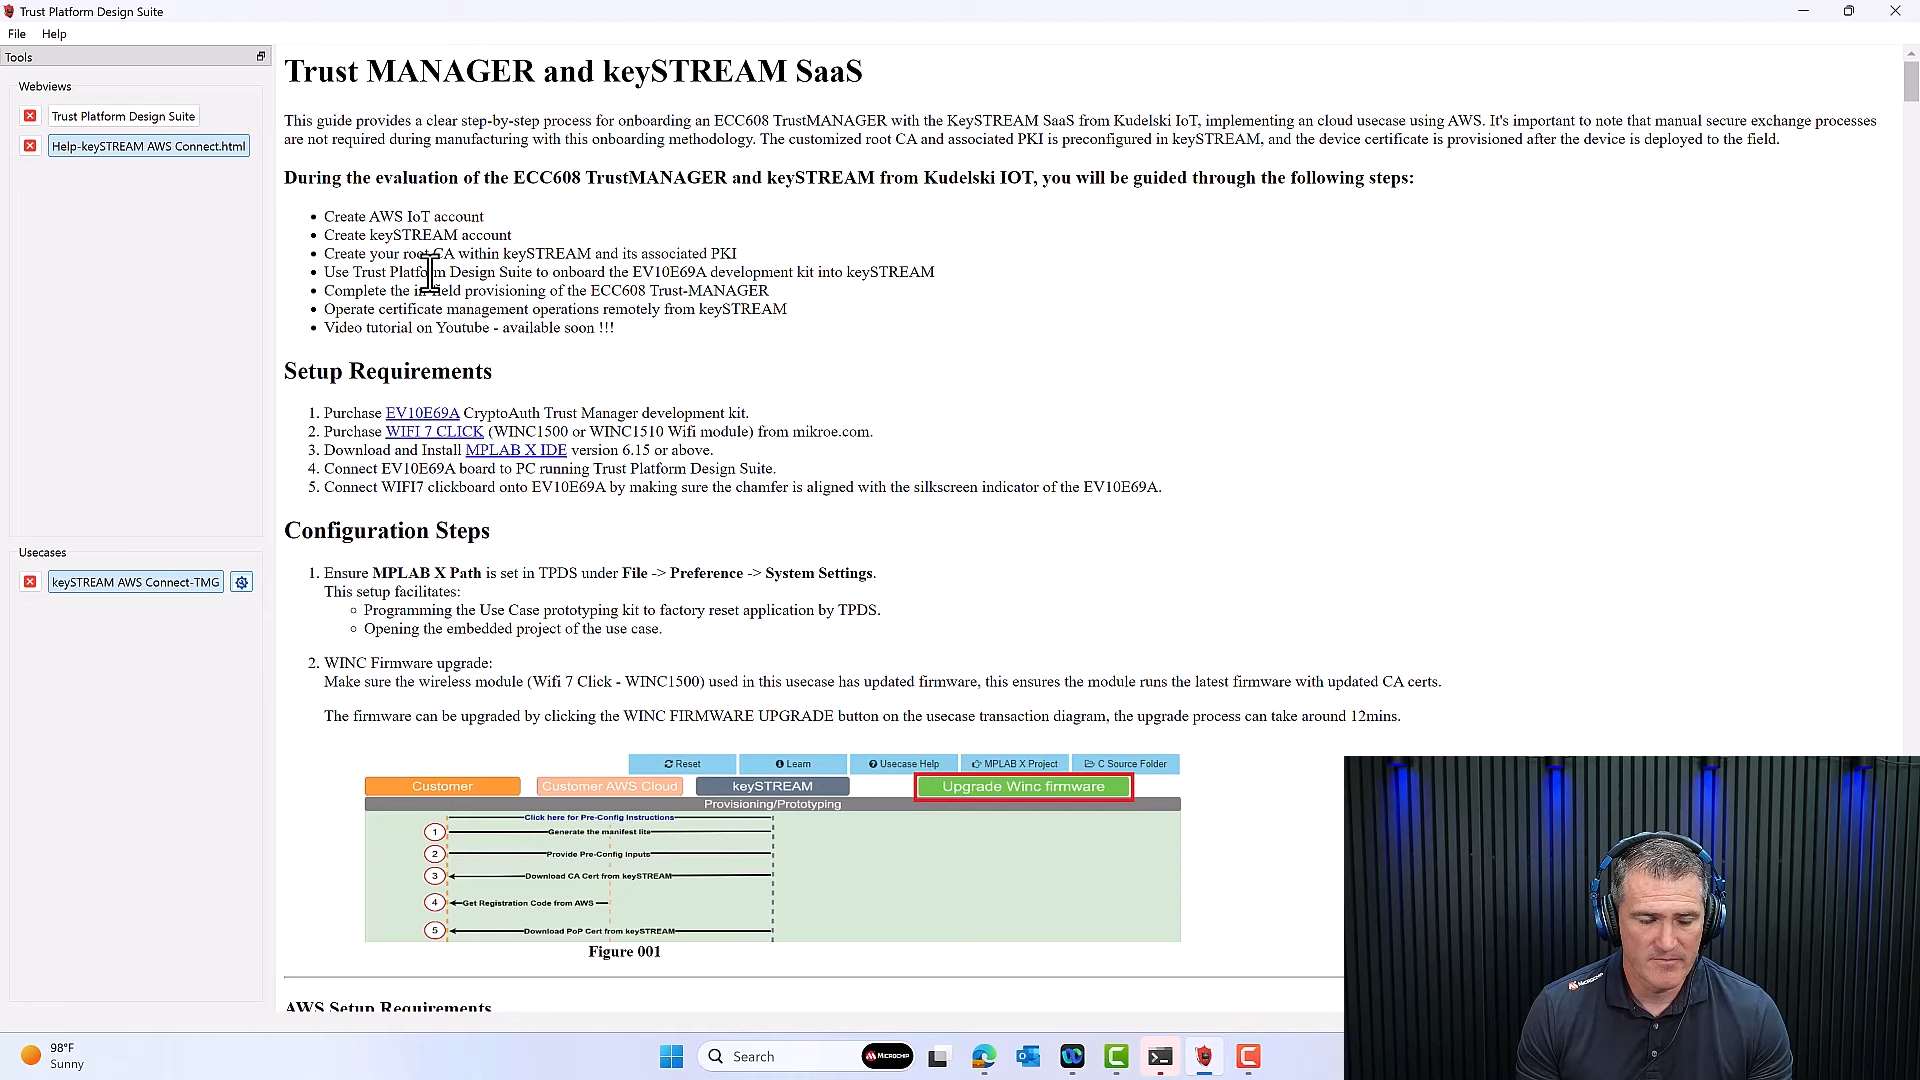 Trust Platform Design Suite
File Help
Tools
Webviews
Trust Platform Design Suite
Help-keySTREAM AWS Connect.html
Usecases
keySTREAM AWS Connect-TMG
Trust MANAGER and keySTREAM SaaS
This guide provides a clear step-by-step process for onboarding an ECC608 TrustMANAGER with the KeySTREAM SaaS from Kudelski IoT, implementing an cloud usecase using AWS. It's important to note that manual secure exchange processes
are not required during manufacturing with this onboarding methodology. The customized root CA and associated PKI is preconfigured in keySTREAM, and the device certificate is provisioned after the device is deployed to the field.
During the evaluation of the ECC608 TrustMANAGER and keySTREAM from Kudelski IOT, you will be guided through the following steps:
• Create AWS IoT account
• Create keySTREAM account
• Create your root CA within keySTREAM and its associated PKI
• Use Trust Platform Design Suite to onboard the EV10E69A development kit into keySTREAM
• Complete the in-field provisioning of the ECC608 Trust-MANAGER
• Operate certificate management operations remotely from keySTREAM
• Video tutorial on Youtube - available soon !!!
Setup Requirements
1. Purchase EV10E69A CryptoAuth Trust Manager development kit.
2. Purchase WIFI 7 CLICK (WINC1500 or WINC1510 Wifi module) from mikroe.com.
3. Download and Install MPLAB X IDE version 6.15 or above.
4. Connect EV10E69A board to PC running Trust Platform Design Suite.
5. Connect WIFI7 clickboard onto EV10E69A by making sure the chamfer is aligned with the silkscreen indicator of the EV10E69A.
Configuration Steps
1. Ensure MPLAB X Path is set in TPDS under File -> Preference -> System Settings.
This setup facilitates:
Programming the Use Case prototyping kit to factory reset application by TPDS.
Opening the embedded project of the use case.
2. WINC Firmware upgrade:
Make sure the wireless module (Wifi 7 Click - WINC1500) used in this usecase has updated firmware, this ensures the module runs the latest firmware with updated CA certs.
The firmware can be upgraded by clicking the WINC FIRMWARE UPGRADE button on the usecase transaction diagram, the upgrade process can take around 12mins.
Reset Learn Usecase Help MPLAB X Project C Source Folder
Customer Customer AWS Cloud keySTREAM Upgrade Winc firmware
Provisioning/Prototyping
Click here for Pre-Config Instructions
1 Generate the manifest lite
2 Provide Pre-Config Inputs
3 Download CA Cert from keySTREAM
4 Get Registration Code from AWS
5 Download PoP Cert from keySTREAM
Figure 001
AWS Setup Requirements
MICROCHIP
98°F
Sunny
Search
MICROCHIP